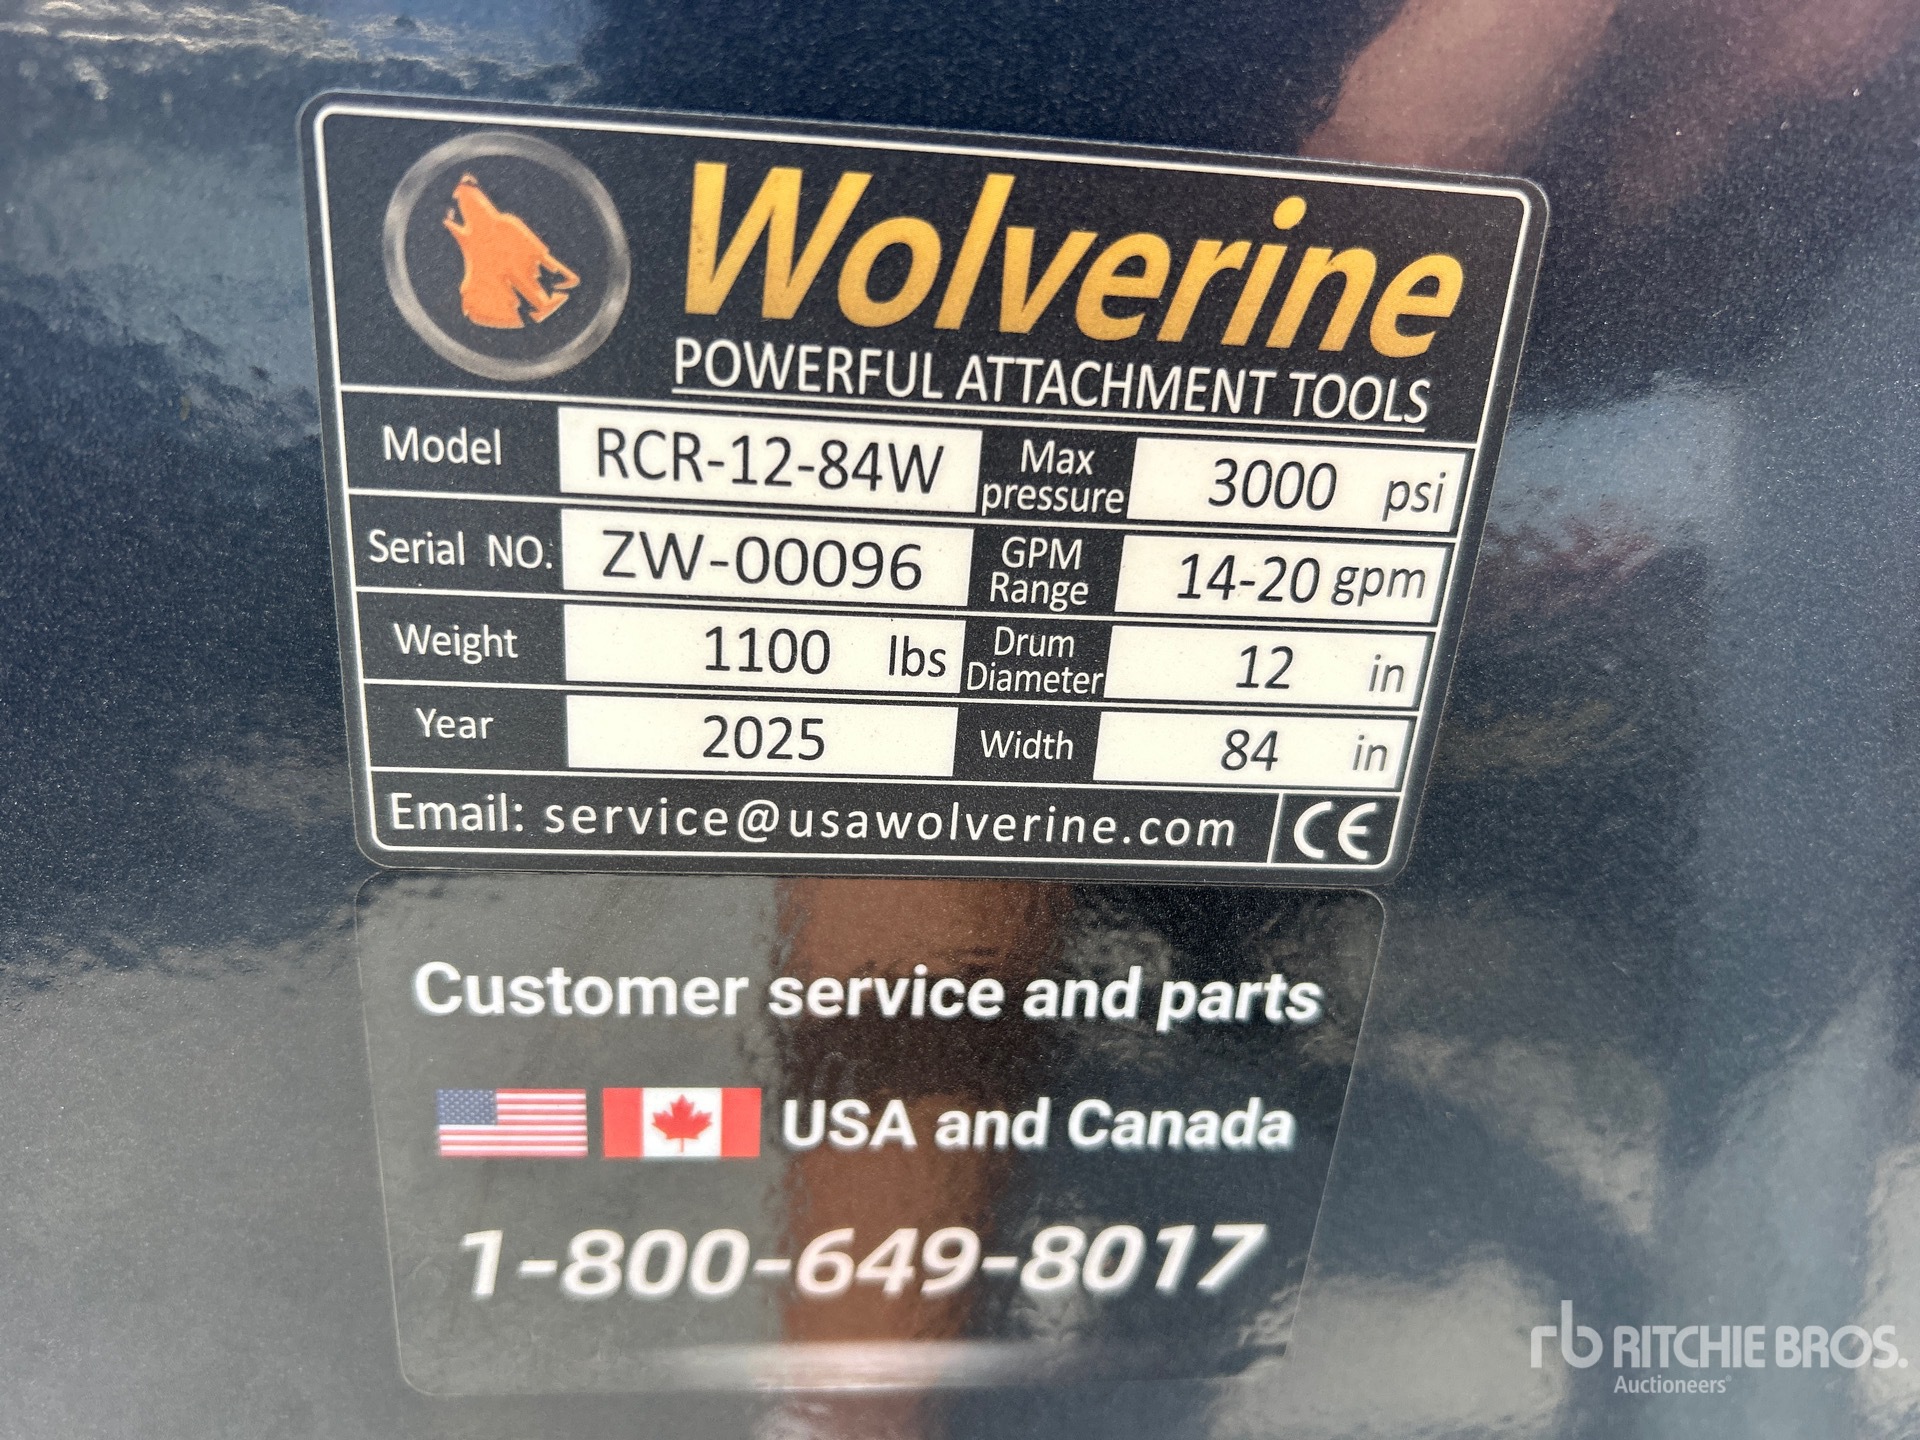 Wolverine
POWERFUL ATTACHMENT TOOLS
Model RCR-12-84W Max pressure 3000 psi
Serial NO. ZW-00096 GPM Range 14-20 gpm
Weight 1100 lbs Drum Diameter 12 in
Year 2025 Width 84 in
Email: service@usawolverine.com CE
Customer service and parts
USA and Canada
1-800-649-8017
rb RITCHIE BROS.
Auctioneers